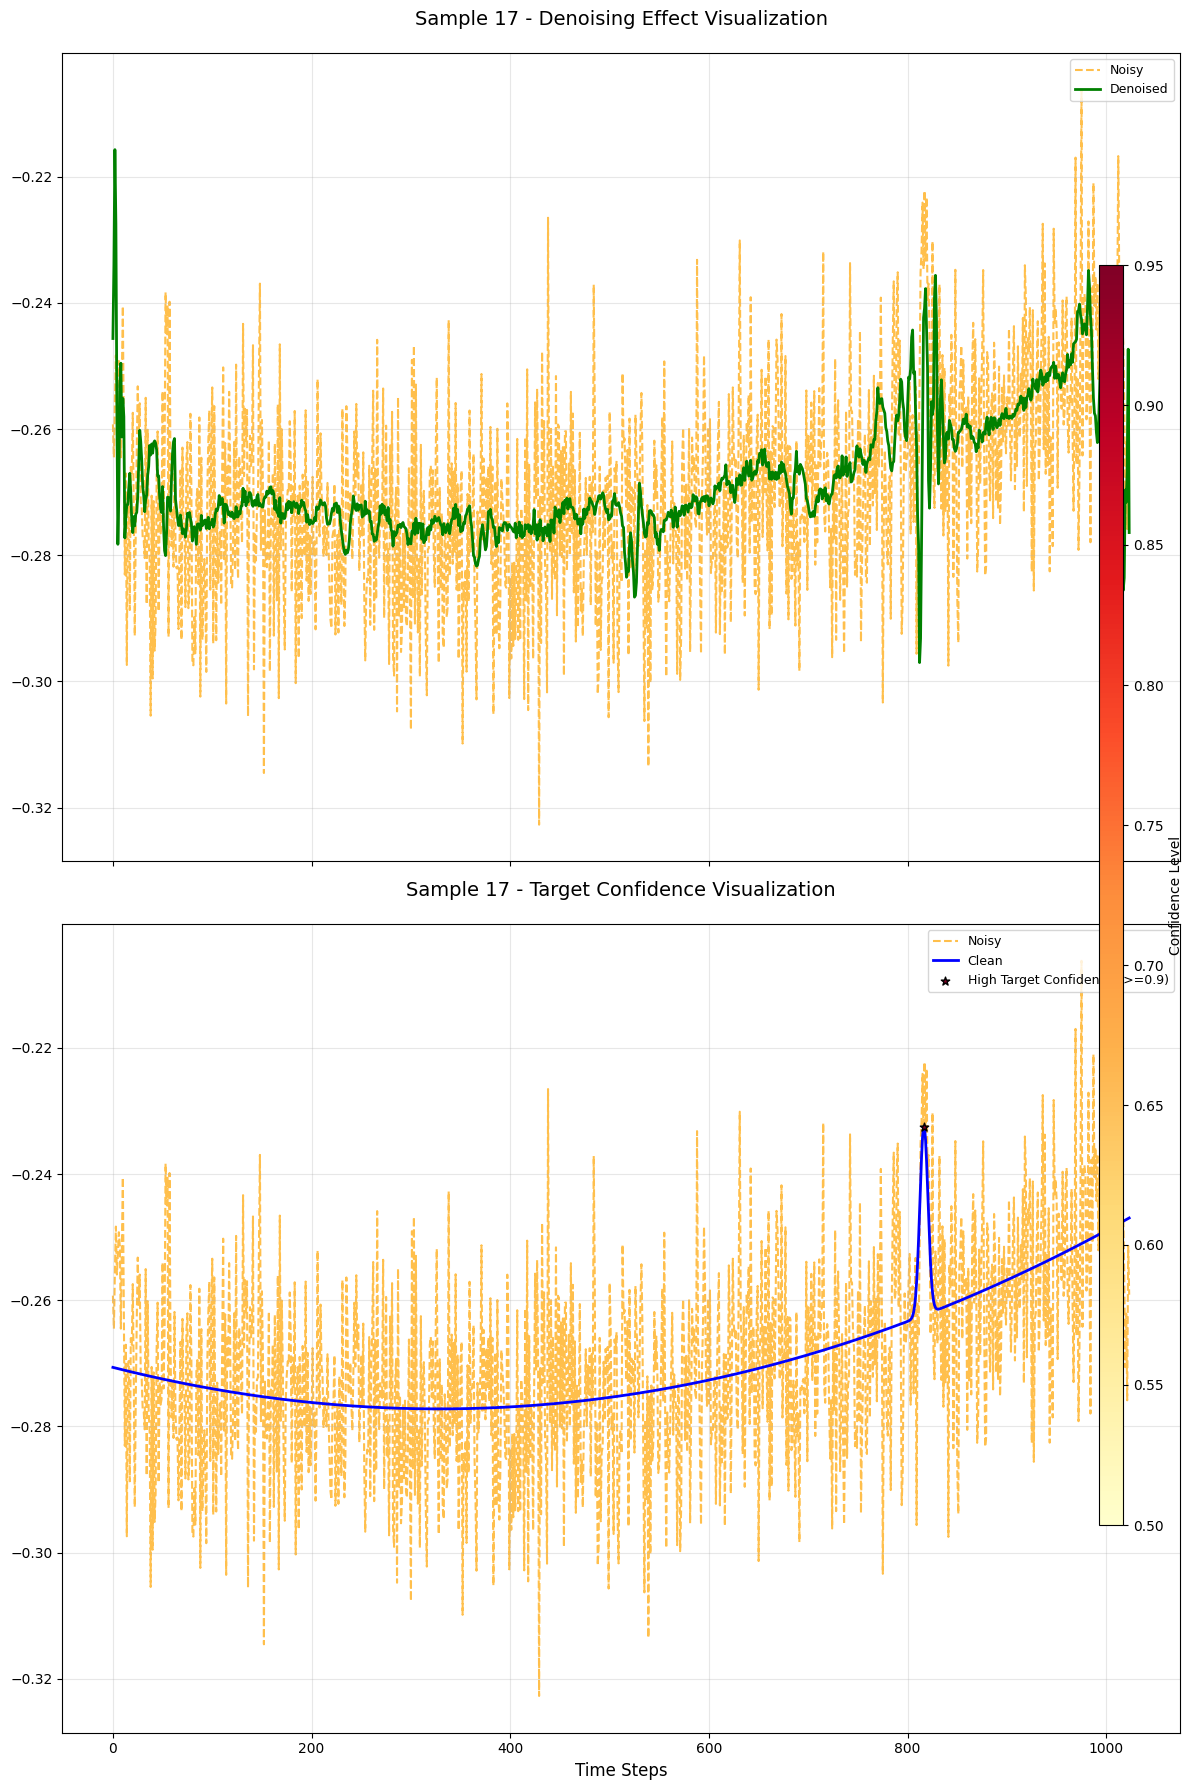 Sample 17 - Denoising Effect Visualization
Noisy
Denoised
−0.22
−0.24
−0.26
−0.28
−0.30
−0.32
0.95
0.90
0.85
0.80
0.75
0.70
0.65
0.60
0.55
0.50
Confidence Level
Sample 17 - Target Confidence Visualization
Noisy
Clean
High Target Confiden >=0.9)
−0.22
−0.24
−0.26
−0.28
−0.30
−0.32
0 200 400 600 800 1000
Time Steps